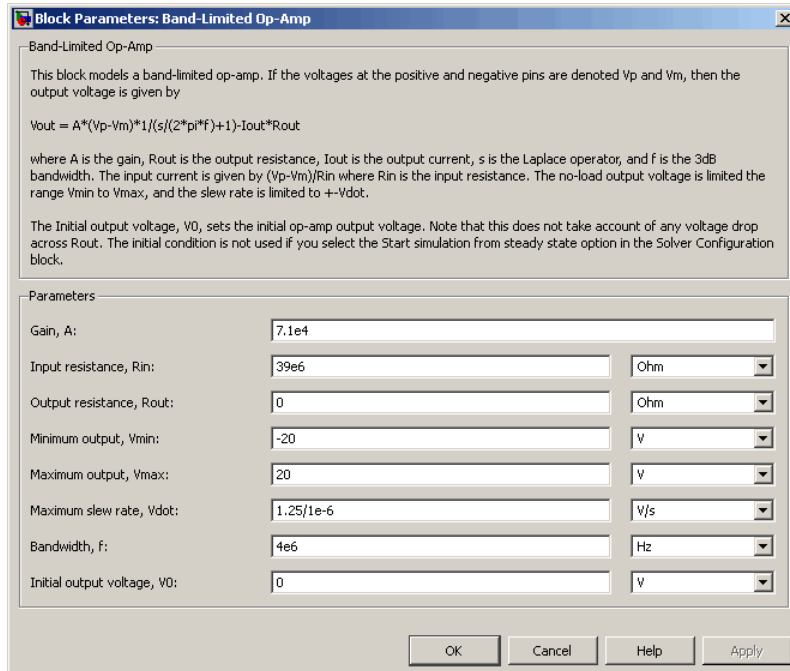 Block Parameters: Band-Limited Op-Amp
Band-Limited Op-Amp
This block models a band-limited op-amp. If the voltages at the positive and negative pins are denoted Vp and Vm, then the
output voltage is given by
Vout = A*(Vp-Vm)*1/(s/(2*pi*f)+1)-Iout*Rout
where A is the gain, Rout is the output resistance, Iout is the output current, s is the Laplace operator, and f is the 3dB
bandwidth. The input current is given by (Vp-Vm)/Rin where Rin is the input resistance. The no-load output voltage is limited the
range Vmin to Vmax, and the slew rate is limited to +-Vdot.
The Initial output voltage, V0, sets the initial op-amp output voltage. Note that this does not take account of any voltage drop
across Rout. The initial condition is not used if you select the Start simulation from steady state option in the Solver Configuration
block.
Parameters
Gain, A: 7.1e4
Input resistance, Rin: 39e6 Ohm
Output resistance, Rout: 0 Ohm
Minimum output, Vmin: -20 V
Maximum output, Vmax: 20 V
Maximum slew rate, Vdot: 1.25/1e-6 V/s
Bandwidth, f: 4e6 Hz
Initial output voltage, V0: 0 V
OK Cancel Help Apply